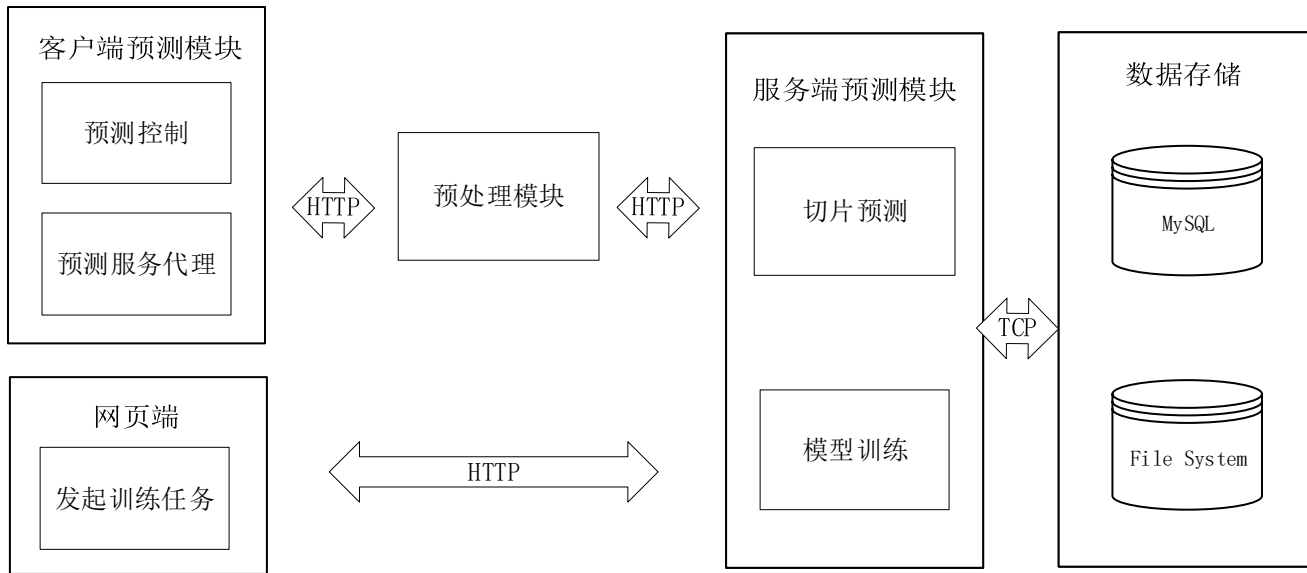 客户端预测模块
预测控制
预测服务代理
HTTP
预处理模块
HTTP
服务端预测模块
切片预测
模型训练
TCP
数据存储
MySQL
File System
网页端
发起训练任务
HTTP